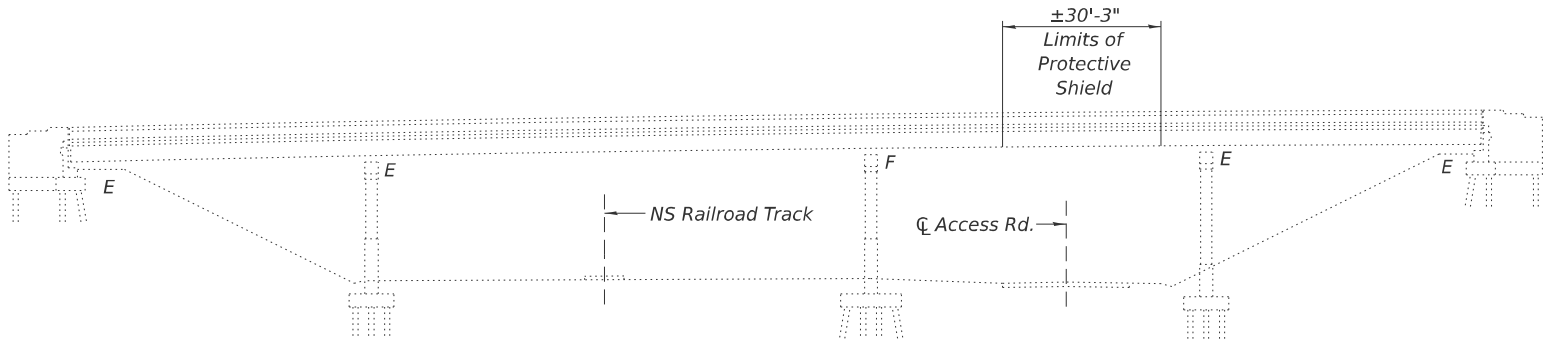 ±30'-3"
Limits of
Protective
Shield
E
F
E
E
E
NS Railroad Track
℄ Access Rd.